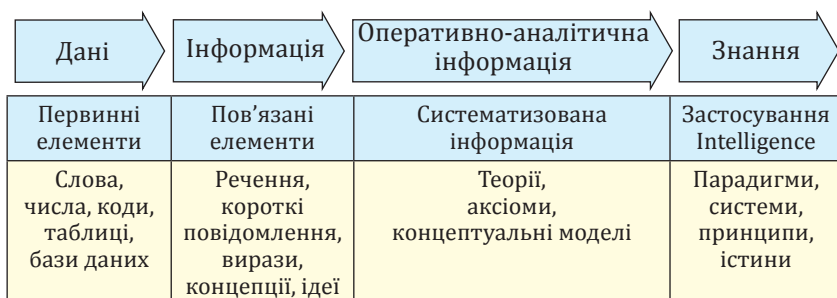 Дані
Інформація
Оперативно-аналітична
інформація
Знання
Первинні
елементи
Пов’язані
елементи
Систематизована
інформація
Застосування
Intelligence
Слова,
числа, коди,
таблиці,
бази даних
Речення,
короткі
повідомлення,
вирази,
концепції, ідеї
Теорії,
аксіоми,
концептуальні моделі
Парадигми,
системи,
принципи,
істини